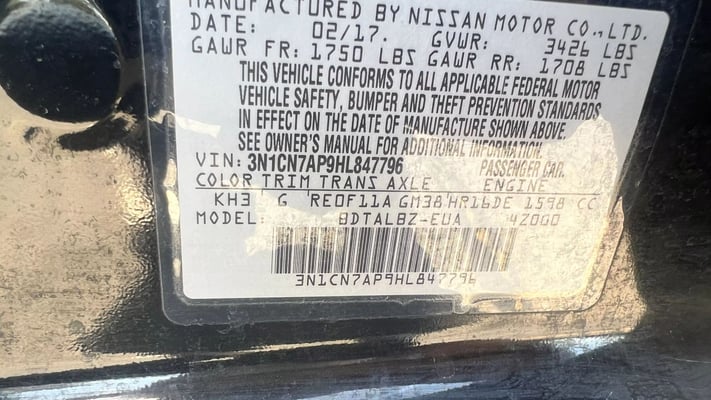 MANUFACTURED BY NISSAN MOTOR CO., LTD.
DATE: 02/17. GVWR: 3426 LBS
GAWR FR: 1750 LBS GAWR RR: 1708 LBS
THIS VEHICLE CONFORMS TO ALL APPLICABLE FEDERAL MOTOR
VEHICLE SAFETY, BUMPER AND THEFT PREVENTION STANDARDS
IN EFFECT ON THE DATE OF MANUFACTURE SHOWN ABOVE.
SEE OWNER'S MANUAL FOR ADDITIONAL INFORMATION.
VIN: 3N1CN7AP9HL847796 PASSENGER CAR.
COLOR TRIM TRANS AXLE ENGINE
KH3 G RE0F11A GM38 HR16DE 1598 CC
MODEL: BDTALBZ-EUA 42000
3N1CN7AP9HL847796